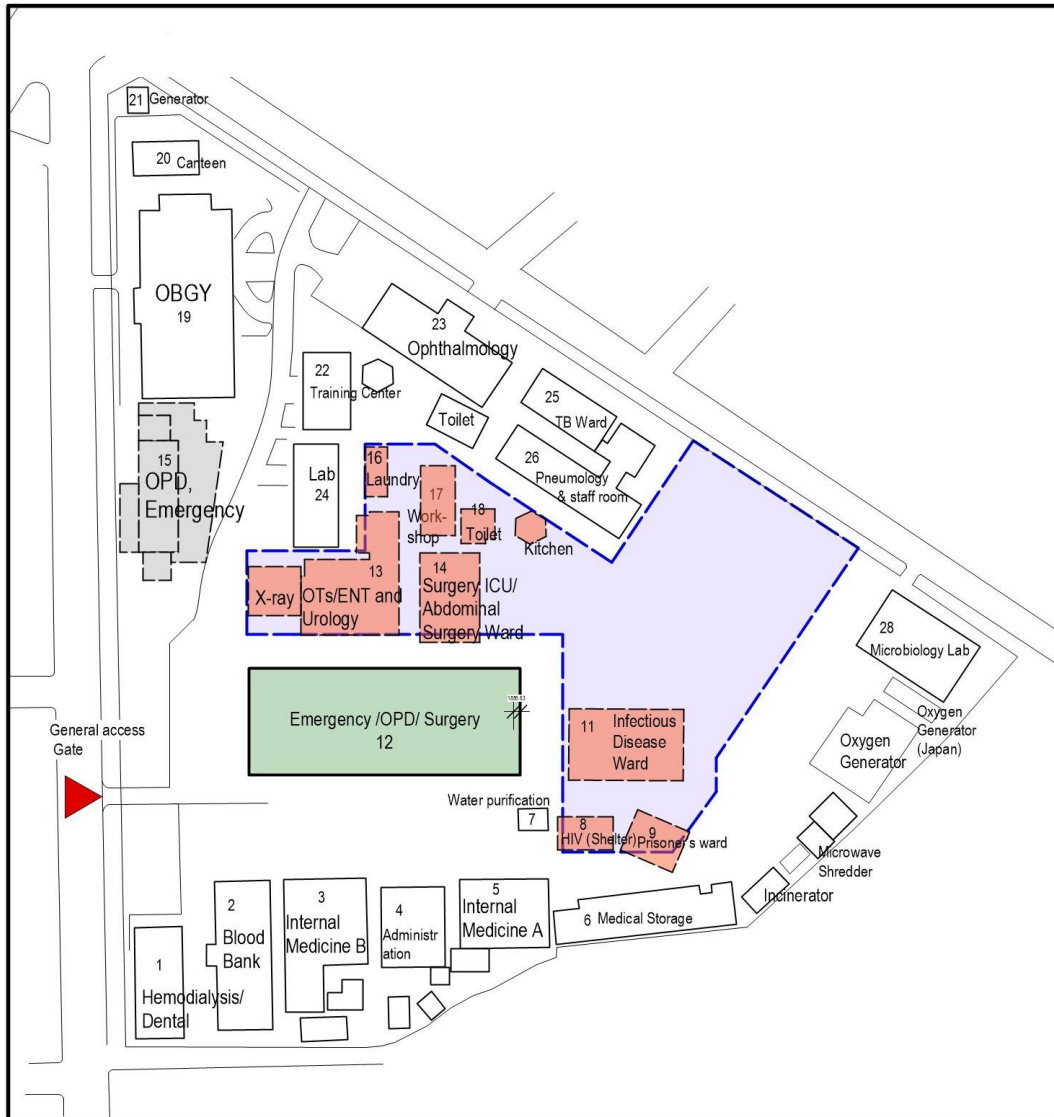 21 Generator
20 Canteen
OBGY
19
23
Ophthalmology
22
Training Center
25
TB Ward
Toilet
26
Pneumology
& staff room
15
OPD,
Emergency
Lab
24
16
Laundry
17
Work-
shop
18
Toilet
Kitchen
13
X-ray
OTs/ENT and
Urology
14
Surgery ICU/
Abdominal
Surgery Ward
28
Microbiology Lab
Emergency /OPD/ Surgery
12
11
Infectious
Disease
Ward
Oxygen
Generator
(Japan)
Oxygen
Generator
General access
Gate
Water purification
7
8
HIV (Shelter)
9
Prisoner's ward
Microwave
Shredder
Incinerator
1
Hemodialysis/
Dental
2
Blood
Bank
3
Internal
Medicine B
4
Administr
ation
5
Internal
Medicine A
6 Medical Storage